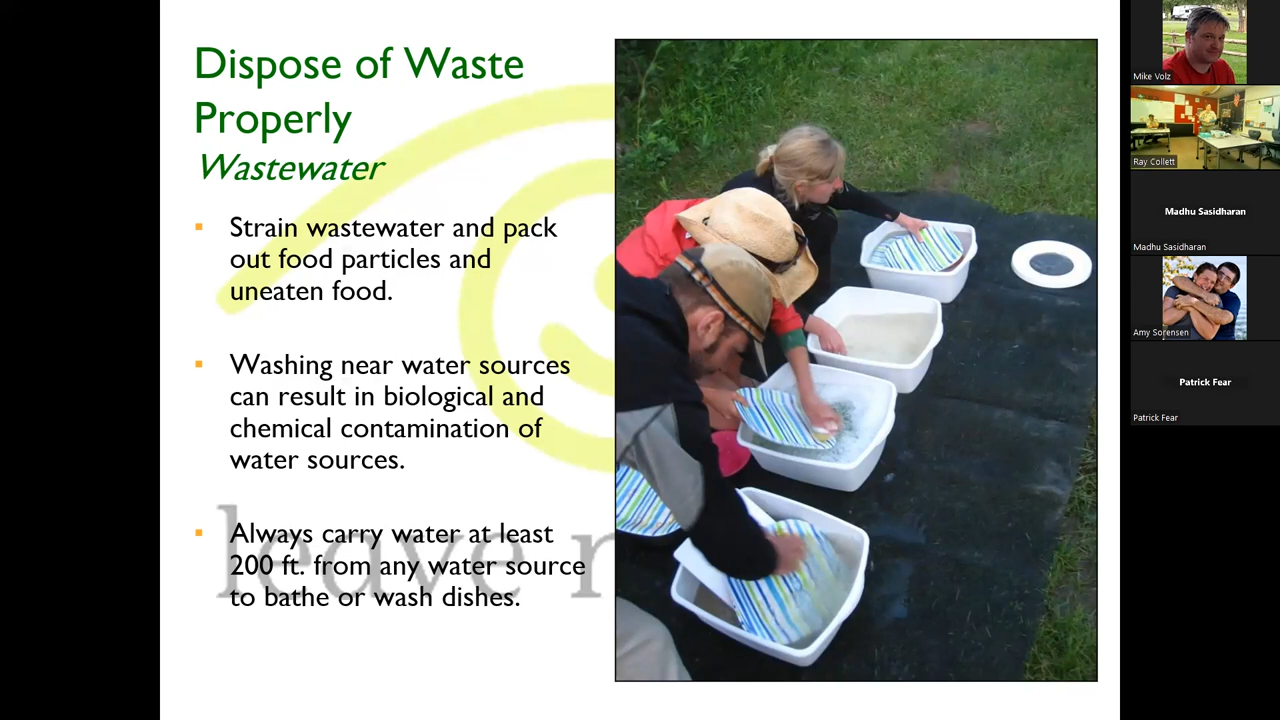 Dispose of Waste
Properly
Wastewater
▪ Strain wastewater and pack
out food particles and
uneaten food.
▪ Washing near water sources
can result in biological and
chemical contamination of
water sources.
▪ Always carry water at least
200 ft. from any water source
to bathe or wash dishes.
leave n
Mike Volz
Ray Collett
Madhu Sasidharan
Madhu Sasidharan
Amy Sorensen
Patrick Fear
Patrick Fear